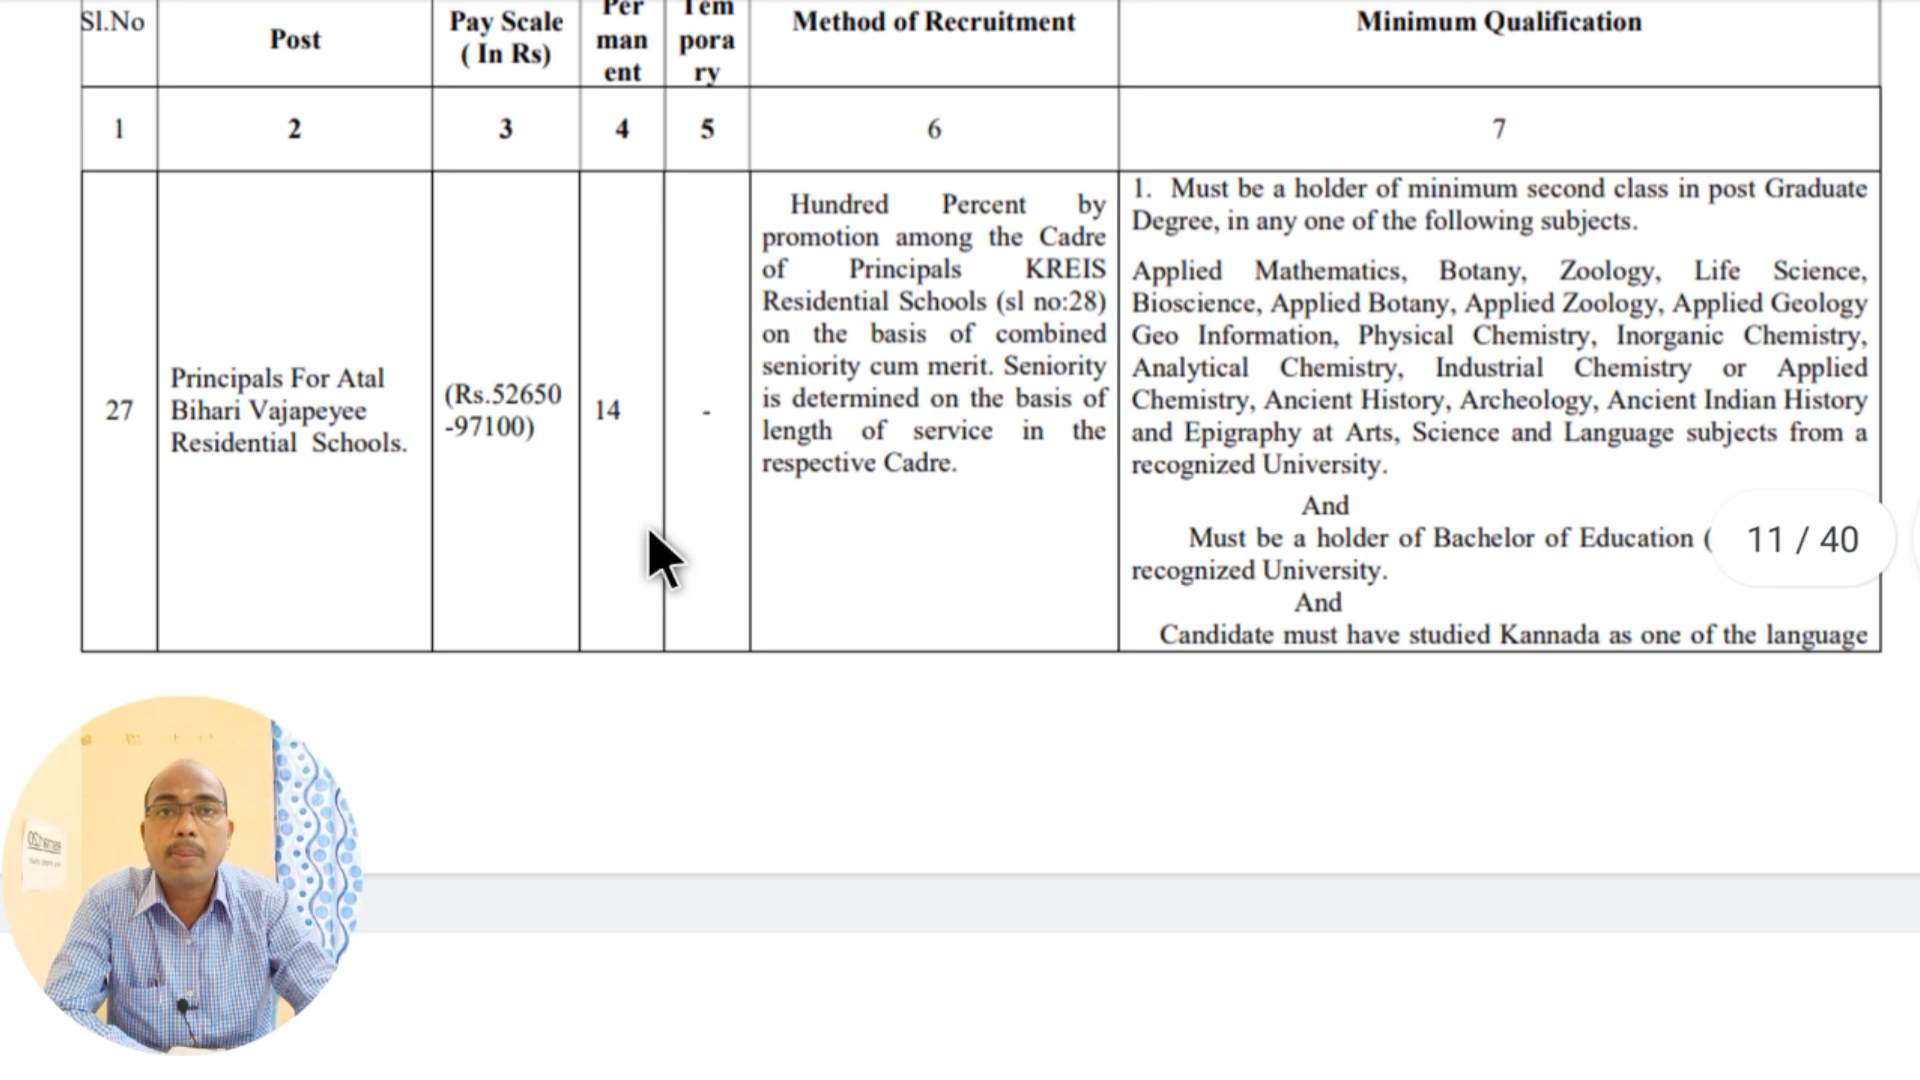 Sl.No
Post
Pay Scale
( In Rs)
Per
man
ent
Tem
pora
ry
Method of Recruitment
Minimum Qualification
1
2
3
4
5
6
7
27
Principals For Atal
Bihari Vajapeyee
Residential Schools.
(Rs.52650
-97100)
14
-
Hundred Percent by
promotion among the Cadre
of Principals KREIS
Residential Schools (sl no:28)
on the basis of combined
seniority cum merit. Seniority
is determined on the basis of
length of service in the
respective Cadre.
1. Must be a holder of minimum second class in post Graduate
Degree, in any one of the following subjects.
Applied Mathematics, Botany, Zoology, Life Science,
Bioscience, Applied Botany, Applied Zoology, Applied Geology
Geo Information, Physical Chemistry, Inorganic Chemistry,
Analytical Chemistry, Industrial Chemistry or Applied
Chemistry, Ancient History, Archeology, Ancient Indian History
and Epigraphy at Arts, Science and Language subjects from a
recognized University.
And
Must be a holder of Bachelor of Education (
recognized University.
And
Candidate must have studied Kannada as one of the language
11 / 40